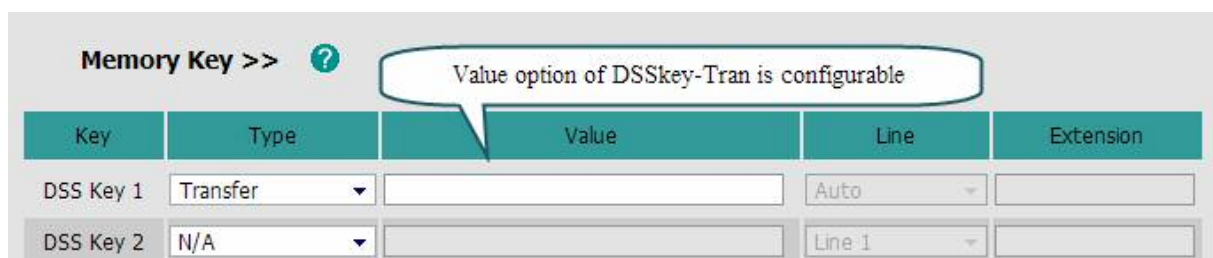 Memory Key >> ?
Value option of DSSkey-Tran is configurable
Key Type Value Line Extension
DSS Key 1 Transfer Auto
DSS Key 2 N/A Line 1